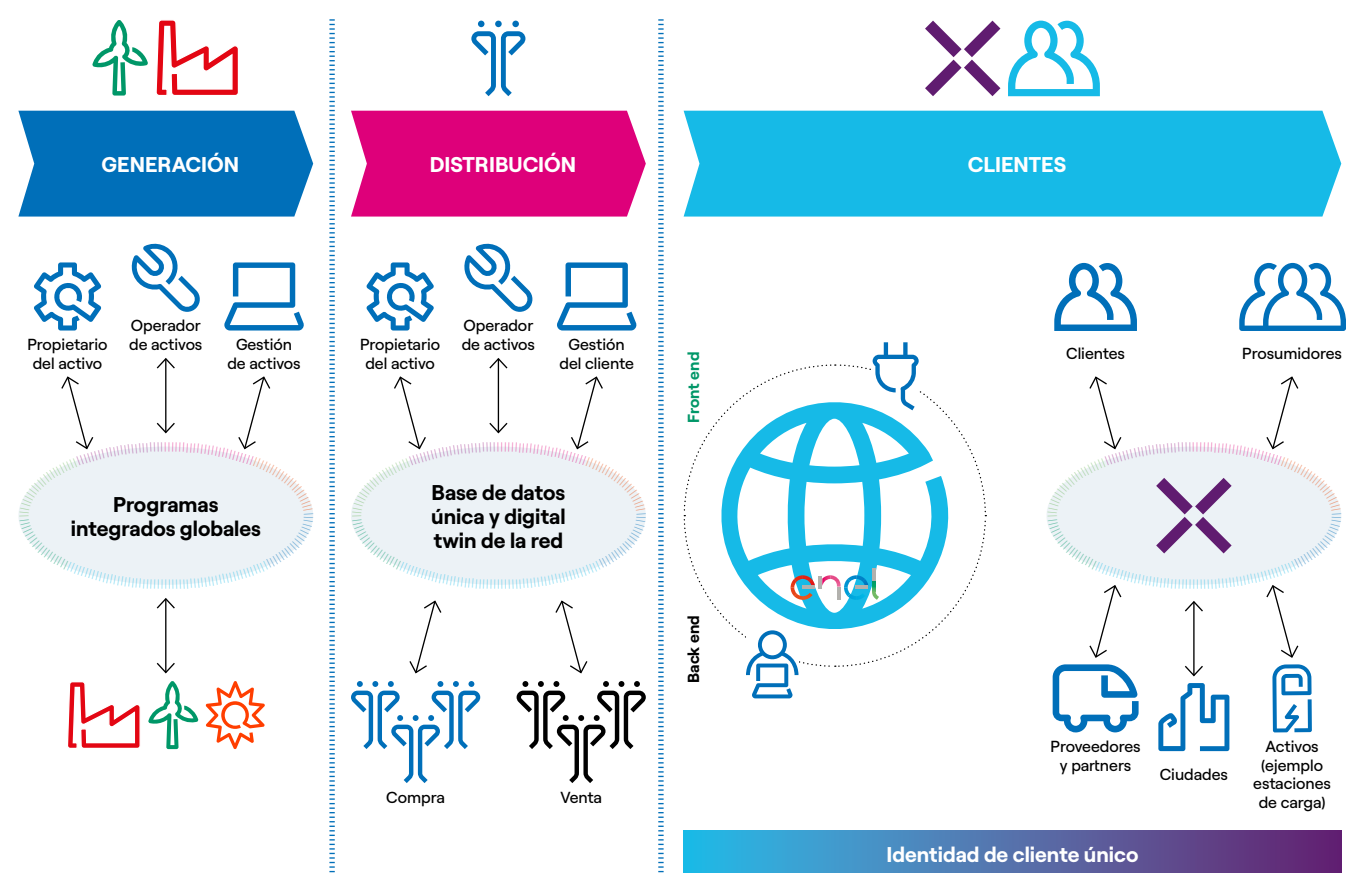 GENERACIÓN
DISTRIBUCIÓN
CLIENTES
Propietario
del activo
Operador
de activos
Gestión
de activos
Programas
integrados globales
Propietario
del activo
Operador
de activos
Gestión
del cliente
Base de datos
única y digital
twin de la red
Compra
Venta
Front end
Back end
enel
Clientes
Prosumidores
Proveedores
y partners
Ciudades
Activos
(ejemplo
estaciones
de carga)
Identidad de cliente único